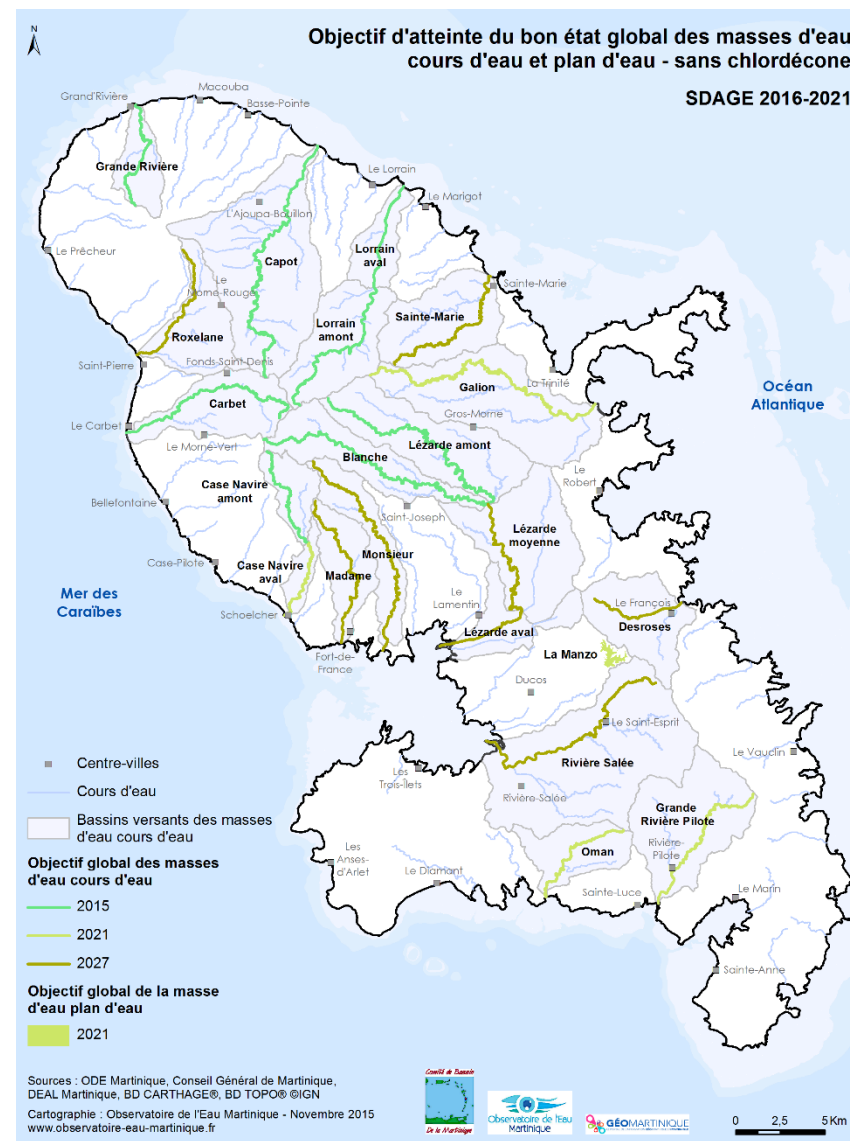 N
Objectif d'atteinte du bon état global des masses d'eau
cours d'eau et plan d'eau - sans chlordécone
SDAGE 2016-2021
Macouba
Grand'Rivière
Basse-Pointe
Grande Rivière
Le Lorrain
Le Marigot
L'Ajoupa-Bouillon
Le Prêcheur
Capot
Lorrain
aval
Le
Morne-Rouge
Sainte-Marie
Sainte-Marie
Lorrain
amont
Roxelane
Saint-Pierre
Fonds-Saint-Denis
Galion
La Trinité
Océan
Atlantique
Carbet
Gros-Morne
Le Carbet
Le Morne-Vert
Lézarde amont
Blanche
Le
Robert
Case Navire
amont
Bellefontaine
Saint-Joseph
Lézarde
moyenne
Monsieur
Case-Pilote
Case Navire
aval
Madame
Mer des
Caraïbes
Le
Lamentin
Le François
Schoelcher
Desroses
Lézarde aval
Fort-de-
France
La Manzo
Ducos
Le Saint-Esprit
Le Vauclin
Rivière Salée
Les
Trois-Îlets
Rivière-Salée
Grande
Rivière Pilote
Rivière-
Pilote
Les
Anses-
d'Arlet
Oman
Le Diamant
Sainte-Luce
Le Marin
Sainte-Anne
Centre-villes
Cours d'eau
Bassins versants des masses
d'eau cours d'eau
Objectif global des masses
d'eau cours d'eau
2015
2021
2027
Objectif global de la masse
d'eau plan d'eau
2021
Sources : ODE Martinique, Conseil Général de Martinique,
DEAL Martinique, BD CARTHAGE®, BD TOPO® ©IGN
Cartographie : Observatoire de l'Eau Martinique - Novembre 2015
www.observatoire-eau-martinique.fr
Comité de Bassin
De la Martinique
Observatoire de l'Eau
Martinique
GÉOMARTINIQUE
0 2,5 5 Km